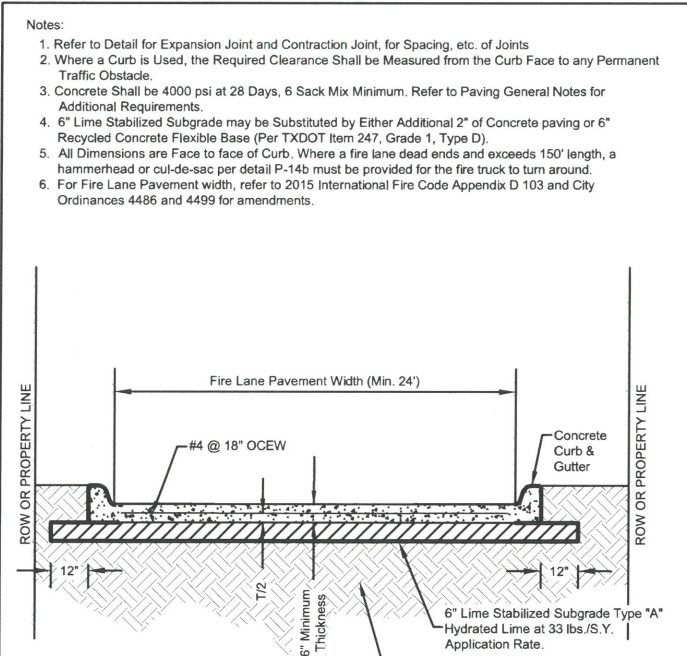 Notes:
1. Refer to Detail for Expansion Joint and Contraction Joint, for Spacing, etc. of Joints
2. Where a Curb is Used, the Required Clearance Shall be Measured from the Curb Face to any Permanent
Traffic Obstacle.
3. Concrete Shall be 4000 psi at 28 Days, 6 Sack Mix Minimum. Refer to Paving General Notes for
Additional Requirements.
4. 6" Lime Stabilized Subgrade may be Substituted by Either Additional 2" of Concrete paving or 6"
Recycled Concrete Flexible Base (Per TXDOT Item 247, Grade 1, Type D).
5. All Dimensions are Face to face of Curb. Where a fire lane dead ends and exceeds 150' length, a
hammerhead or cul-de-sac per detail P-14b must be provided for the fire truck to turn around.
6. For Fire Lane Pavement width, refer to 2015 International Fire Code Appendix D 103 and City
Ordinances 4486 and 4499 for amendments.
ROW OR PROPERTY LINE
Fire Lane Pavement Width (Min. 24')
#4 @ 18" OCEW
Concrete
Curb &
Gutter
ROW OR PROPERTY LINE
12"
T/2
6" Minimum
Thickness
12"
6" Lime Stabilized Subgrade Type "A"
Hydrated Lime at 33 lbs./S.Y.
Application Rate.